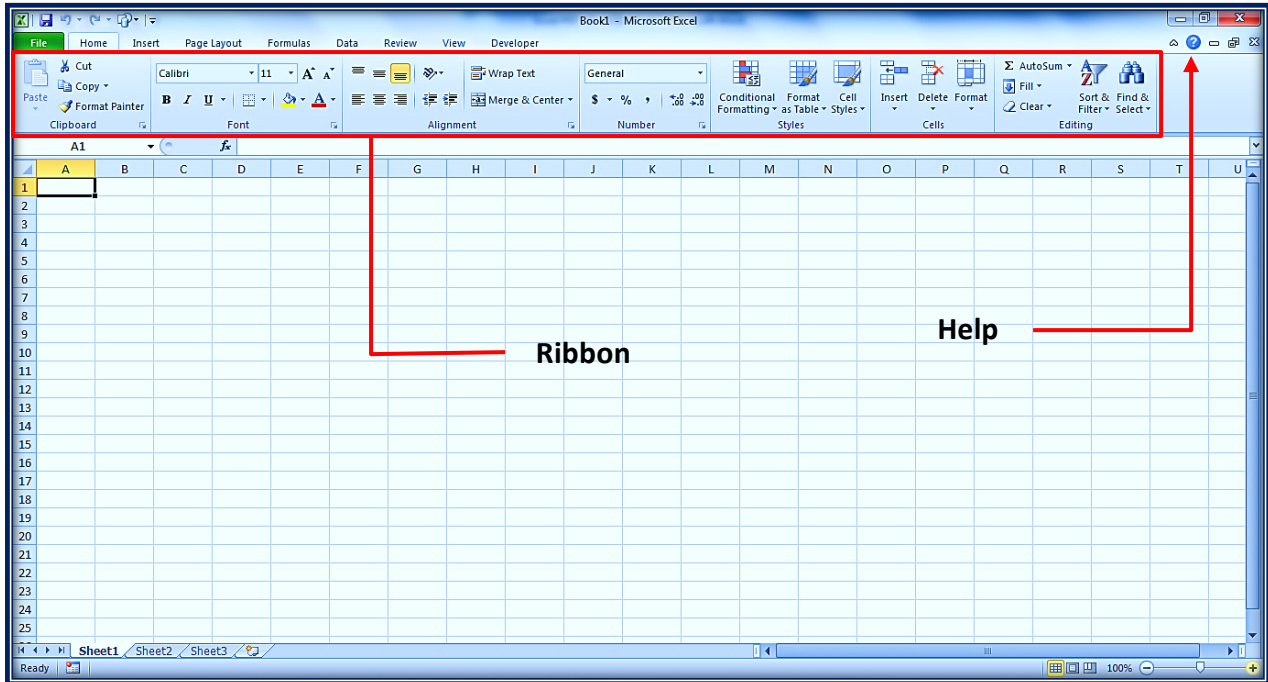 Book1 - Microsoft Excel
File Home Insert Page Layout Formulas Data Review View Developer
Cut
Copy
Format Painter
Paste
Clipboard
Calibri 11 A A
B I U A
Font
Wrap Text
Merge & Center
Alignment
General
$ % , .00 .0 .00
Number
Conditional Formatting
Format as Table
Cell Styles
Styles
Insert Delete Format
Cells
Σ AutoSum
Fill
Clear
Sort & Filter
Find & Select
Editing
A1 fx
A B C D E F G H I J K L M N O P Q R S T U
1
2
3
4
5
6
7
8
9
Help
10
Ribbon
11
12
13
14
15
16
17
18
19
20
21
22
23
24
25
Sheet1 Sheet2 Sheet3
Ready 100%